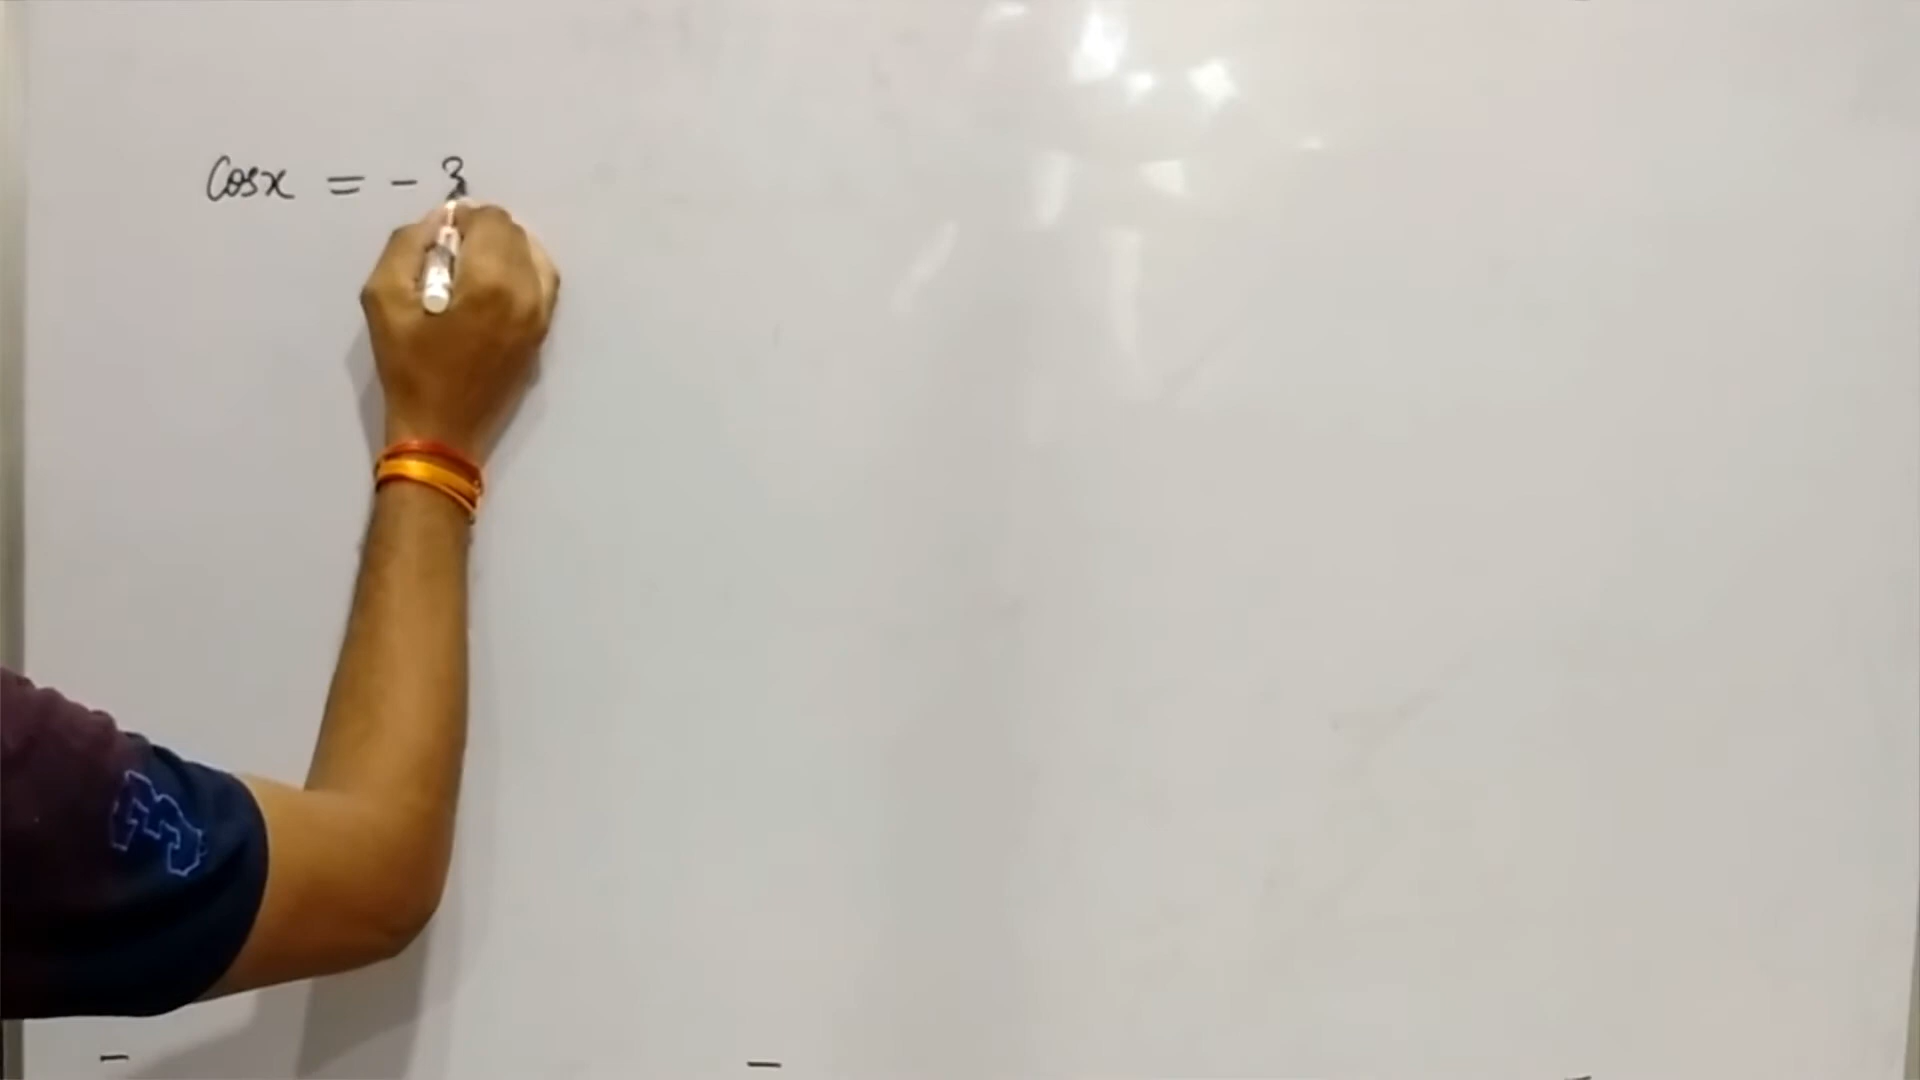 Cosx = - 3